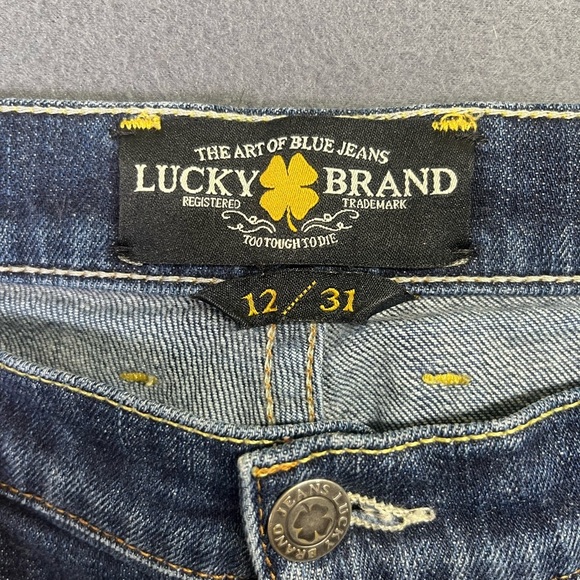 THE ART OF BLUE JEANS
LUCKY BRAND
REGISTERED TRADEMARK
TOO TOUGH TO DIE
12/31
JEANS LUCKY BRAND